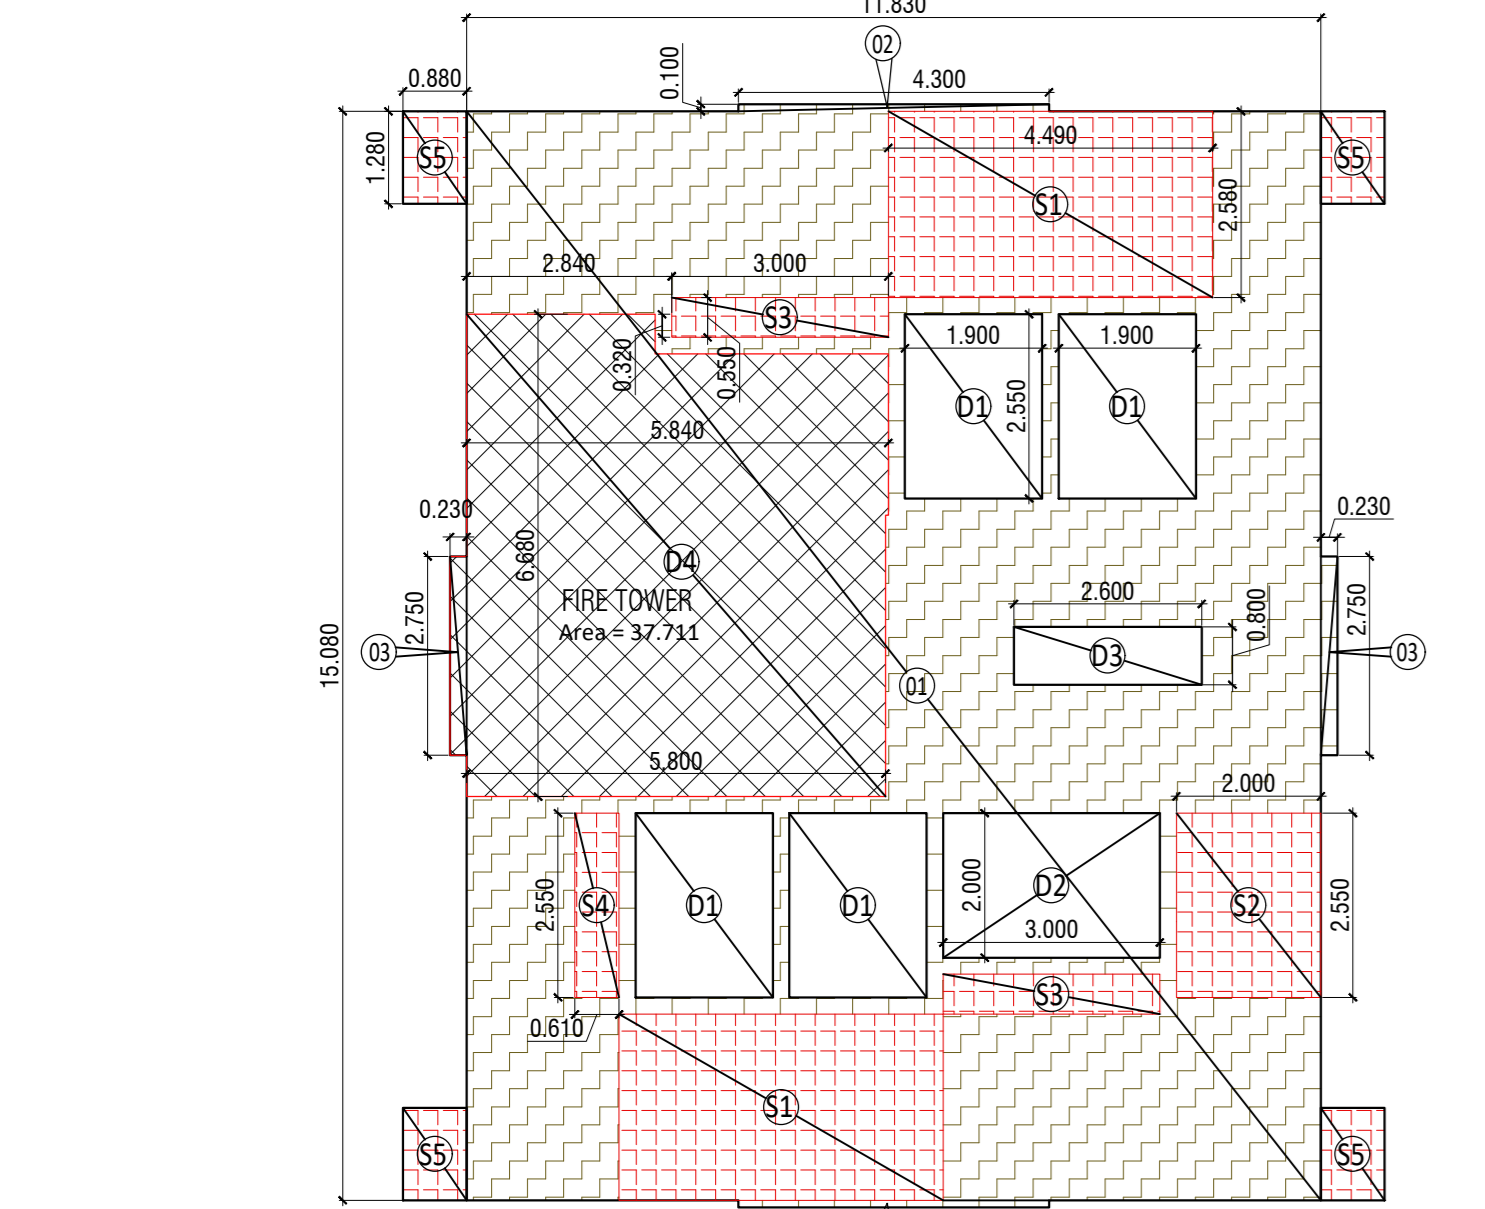 11.830
02
0.100
4.300
0.880
1.280
S5
4.490
S1
2.580
S5
2.840
3.000
S3
0.320
0.550
1.900
1.900
D1
2.550
D1
5.840
0.230
0.230
6.680
D4
FIRE TOWER
Area = 37.711
2.750
03
15.080
2.600
0.800
D3
2.750
03
01
5.800
2.000
2.550
S4
D1
D1
2.000
D2
3.000
S2
2.550
S3
0.610
S1
S5
S5